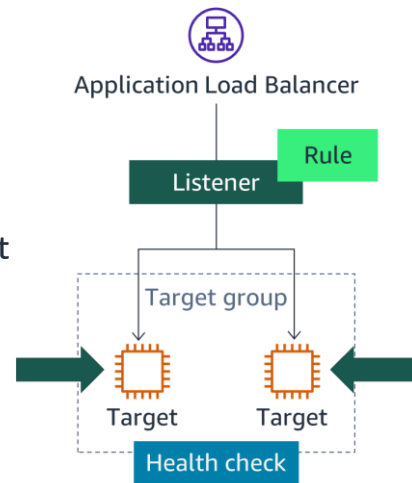 Application Load Balancer
Rule
Listener
t
Target group
Target
Target
Health check